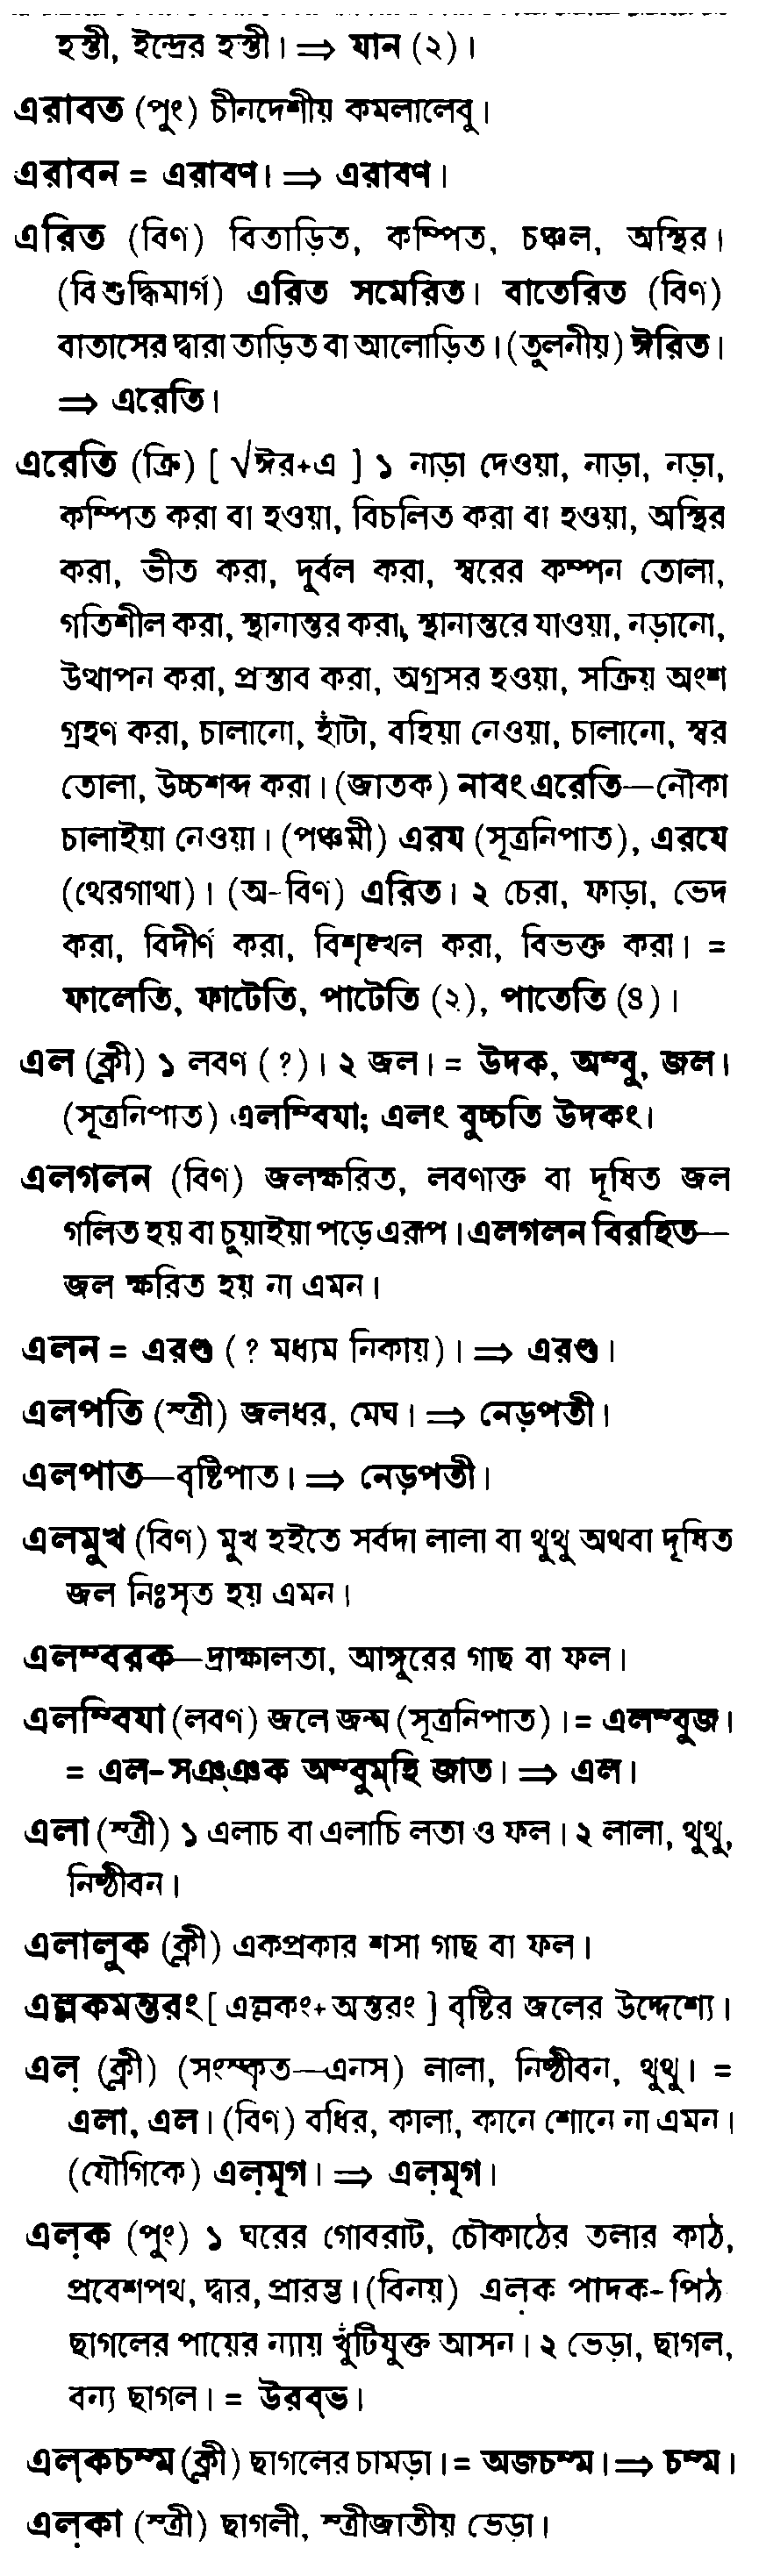 হস্তী, ইন্দ্রের হস্তী। ⇒ যান (২)।
এরাবত (পুং) চীনদেশীয় কমলালেবু।
এরাবন = এরাবণ। ⇒ এরাবণ।
এরিত (বিণ) বিতাড়িত, কম্পিত, চঞ্চল, অস্থির।
(বিশুদ্ধিমার্গ) এরিত সমেরিত। বাতেরিত (বিণ)
বাতাসের দ্বারা তাড়িত বা আলোড়িত। (তুলনীয়) ঈরিত।
⇒ এরেতি।
এরেতি (ক্রি) [ √ঈর+এ ] ১ নাড়া দেওয়া, নাড়া, নড়া,
কম্পিত করা বা হওয়া, বিচলিত করা বা হওয়া, অস্থির
করা, ভীত করা, দুর্বল করা, স্বরের কম্পন তোলা,
গতিশীল করা, স্থানান্তর করা, স্থানান্তরে যাওয়া, নড়ানো,
উত্থাপন করা, প্রস্তাব করা, অগ্রসর হওয়া, সক্রিয় অংশ
গ্রহণ করা, চালানো, হাঁটা, বহিয়া নেওয়া, চালানো, স্বর
তোলা, উচ্চশব্দ করা। (জাতক) নাবং এরেতি—নৌকা
চালাইয়া নেওয়া। (পঞ্চমী) এরয (সূত্রনিপাত), এরযে
(থেরগাথা)। (অ-বিণ) এরিত। ২ চেরা, ফাড়া, ভেদ
করা, বিদীর্ণ করা, বিশৃঙ্খল করা, বিভক্ত করা। =
ফালেতি, ফাটেতি, পাটেতি (২), পাতেতি (৪)।
এল (ক্লী) ১ লবণ (?)। ২ জল। = উদক, অম্বু, জল।
(সূত্রনিপাত) এলম্বিযা; এলং বুচ্চতি উদকং।
এলগলন (বিণ) জলক্ষরিত, লবণাক্ত বা দূষিত জল
গলিত হয় বা চুয়াইয়া পড়ে এরূপ। এলগলন বিরহিত—
জল ক্ষরিত হয় না এমন।
এলন = এরণ্ড (? মধ্যম নিকায়)। ⇒ এরণ্ড।
এলপতি (স্ত্রী) জলধর, মেঘ। ⇒ নেড়পতী।
এলপাত—বৃষ্টিপাত। ⇒ নেড়পতী।
এলমুখ (বিণ) মুখ হইতে সর্বদা লালা বা থুথু অথবা দূষিত
জল নিঃসৃত হয় এমন।
এলম্বরক—দ্রাক্ষালতা, আঙ্গুরের গাছ বা ফল।
এলম্বিযা (লবণ) জলে জন্ম (সূত্রনিপাত)। = এলম্বুজ।
= এল-সঞ্ঞক অম্বুম্হি জাত। ⇒ এল।
এলা (স্ত্রী) ১ এলাচ বা এলাচি লতা ও ফল। ২ লালা, থুথু,
নিষ্ঠীবন।
এলালুক (ক্লী) একপ্রকার শসা গাছ বা ফল।
এল্লকমন্তরং [ এল্লকং+অন্তরং ] বৃষ্টির জলের উদ্দেশ্যে।
এল় (ক্লী) (সংস্কৃত—এনস) লালা, নিষ্ঠীবন, থুথু। =
এলা, এল। (বিণ) বধির, কালা, কানে শোনে না এমন।
(যৌগিকে) এল়মূগ। ⇒ এল়মূগ।
এল়ক (পুং) ১ ঘরের গোবরাট, চৌকাঠের তলার কাঠ,
প্রবেশপথ, দ্বার, প্রারম্ভ। (বিনয়) এল়ক পাদক-পিঠ
ছাগলের পায়ের ন্যায় খুঁটিযুক্ত আসন। ২ ভেড়া, ছাগল,
বন্য ছাগল। = উরব্ভ।
এল়কচম্ম (ক্লী) ছাগলের চামড়া। = অজচম্ম। ⇒ চম্ম।
এল়কা (স্ত্রী) ছাগলী, স্ত্রীজাতীয় ভেড়া।